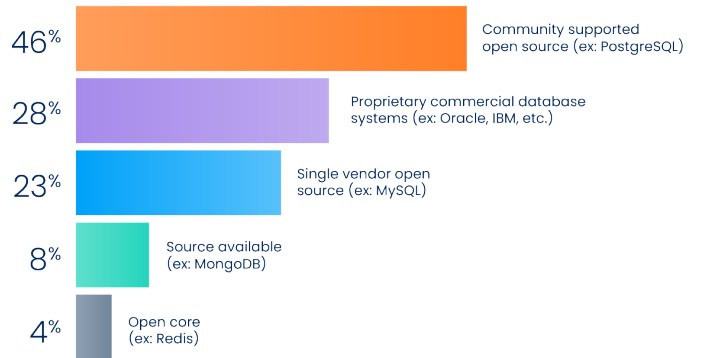 46%
Community supported
open source (ex: PostgreSQL)
28%
Proprietary commercial database
systems (ex: Oracle, IBM, etc.)
23%
Single vendor open
source (ex: MySQL)
8%
Source available
(ex: MongoDB)
4%
Open core
(ex: Redis)